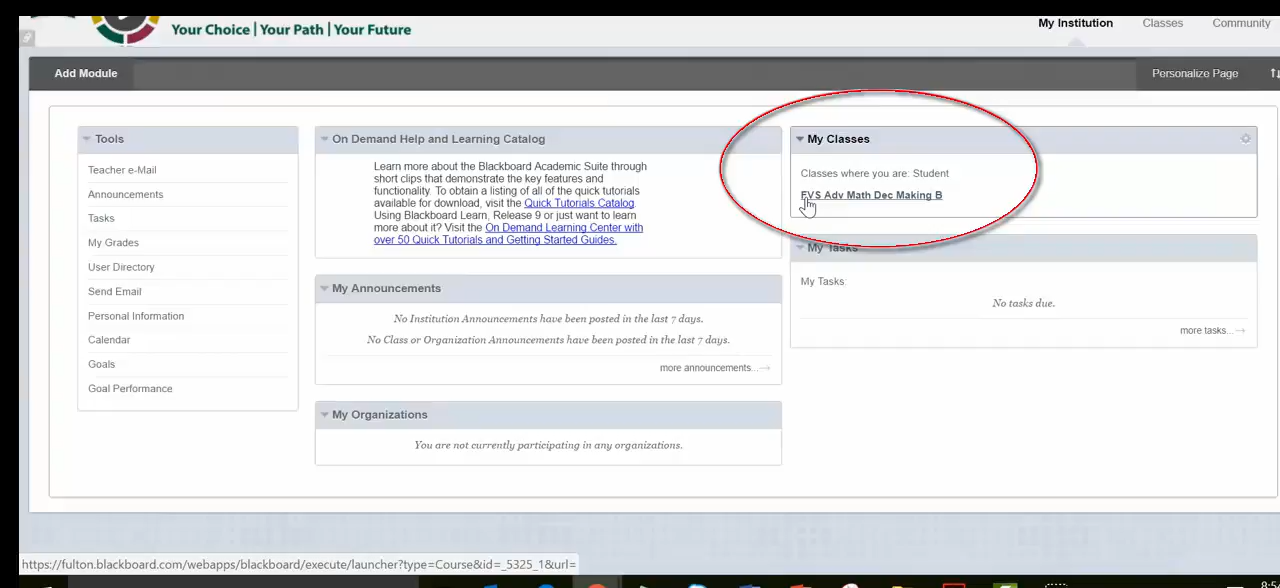 Your Choice | Your Path | Your Future
My Institution
Classes
Community
Add Module
Personalize Page
Tools
Teacher e-Mail
Announcements
Tasks
My Grades
User Directory
Send Email
Personal Information
Calendar
Goals
Goal Performance
On Demand Help and Learning Catalog
Learn more about the Blackboard Academic Suite through
short clips that demonstrate the key features and
functionality. To obtain a listing of all of the quick tutorials
available for download, visit the Quick Tutorials Catalog.
Using Blackboard Learn, Release 9 or just want to learn
more about it? Visit the On Demand Learning Center with
over 50 Quick Tutorials and Getting Started Guides.
My Announcements
No Institution Announcements have been posted in the last 7 days.
No Class or Organization Announcements have been posted in the last 7 days.
more announcements...→
My Organizations
You are not currently participating in any organizations.
My Classes
Classes where you are: Student
FVS Adv Math Dec Making B
My Tasks
My Tasks:
No tasks due.
more tasks...→
https://fulton.blackboard.com/webapps/blackboard/execute/launcher?type=Course&id=_5325_1&url=